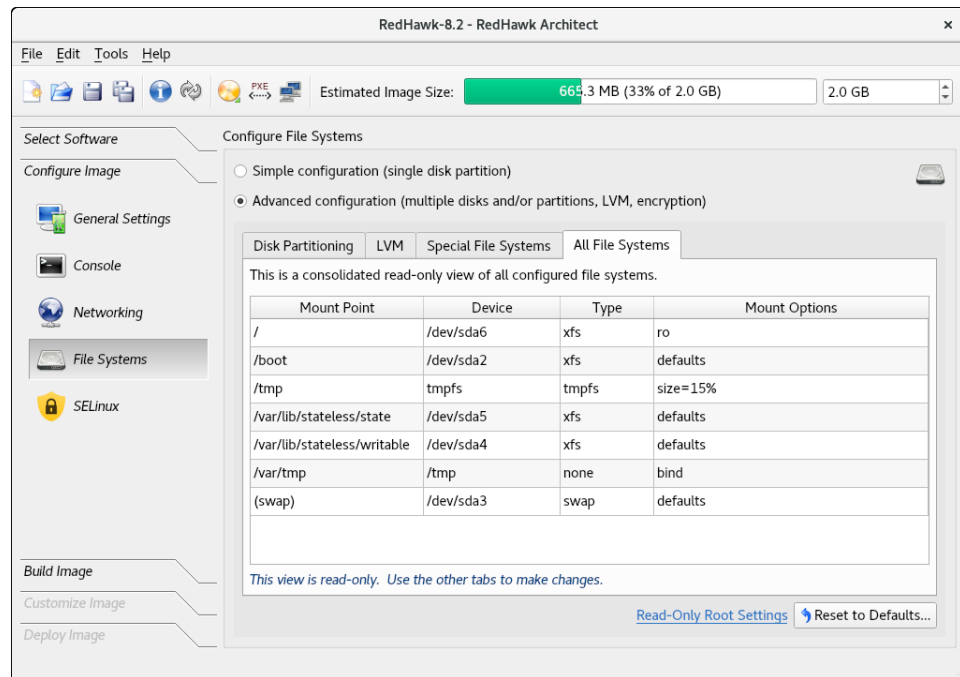 RedHawk-8.2 - RedHawk Architect ×
File Edit Tools Help
PXE Estimated Image Size: 665.3 MB (33% of 2.0 GB) 2.0 GB
Select Software
Configure Image
General Settings
Console
Networking
File Systems
SELinux
Build Image
Customize Image
Deploy Image
Configure File Systems
Simple configuration (single disk partition)
Advanced configuration (multiple disks and/or partitions, LVM, encryption)
Disk Partitioning LVM Special File Systems All File Systems
This is a consolidated read-only view of all configured file systems.
Mount Point Device Type Mount Options
/ /dev/sda6 xfs ro
/boot /dev/sda2 xfs defaults
/tmp tmpfs tmpfs size=15%
/var/lib/stateless/state /dev/sda5 xfs defaults
/var/lib/stateless/writable /dev/sda4 xfs defaults
/var/tmp /tmp none bind
(swap) /dev/sda3 swap defaults
This view is read-only. Use the other tabs to make changes.
Read-Only Root Settings Reset to Defaults...